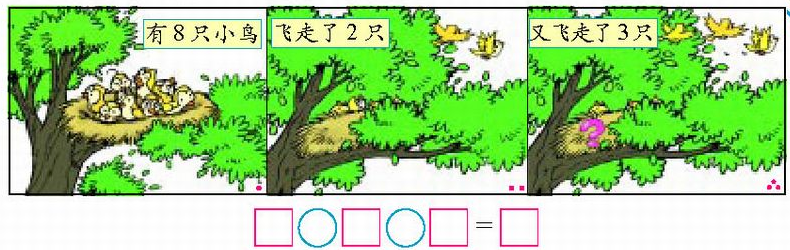 有8只小鸟
飞走了2只
又飞走了3只
?
=